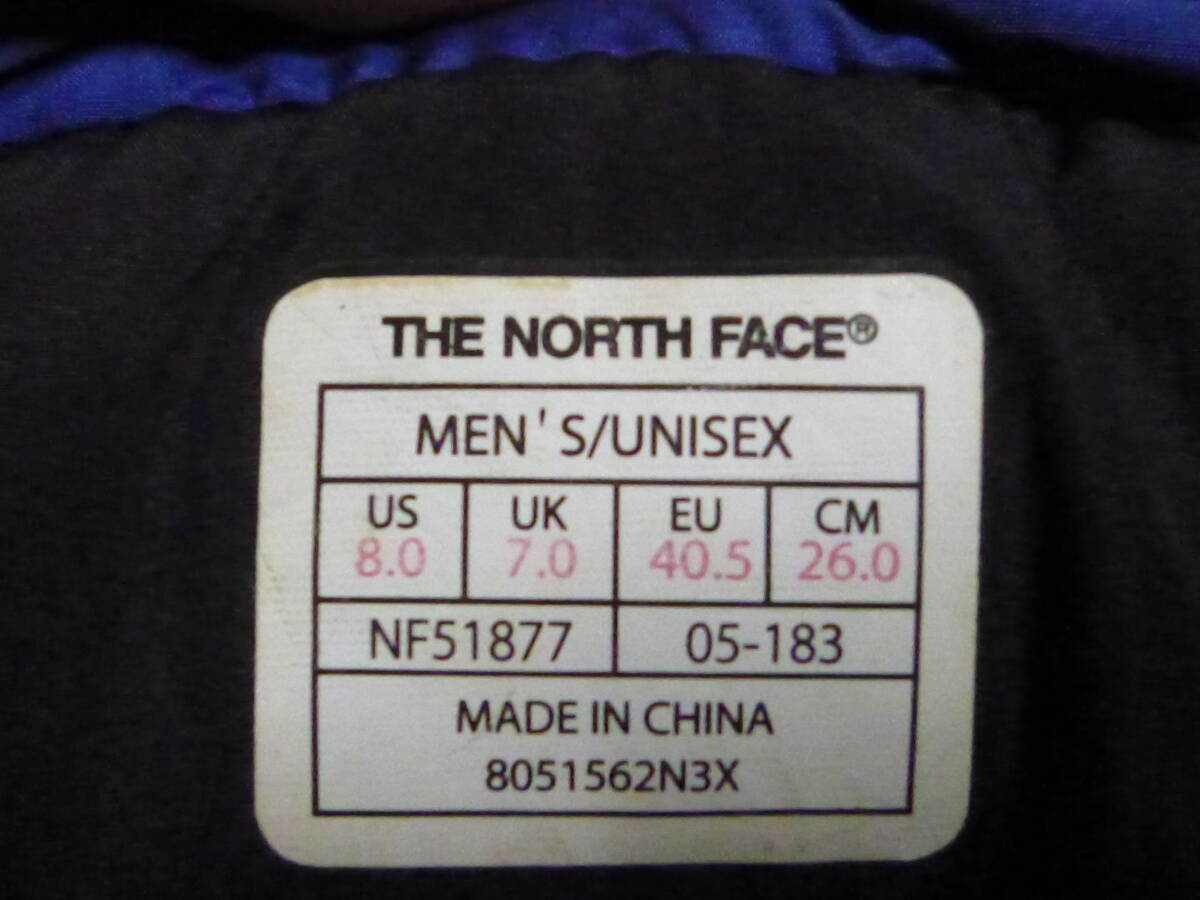 THE NORTH FACE®
MEN'S/UNISEX
US UK EU CM
8.0 7.0 40.5 26.0
NF51877 05-183
MADE IN CHINA
8051562N3X